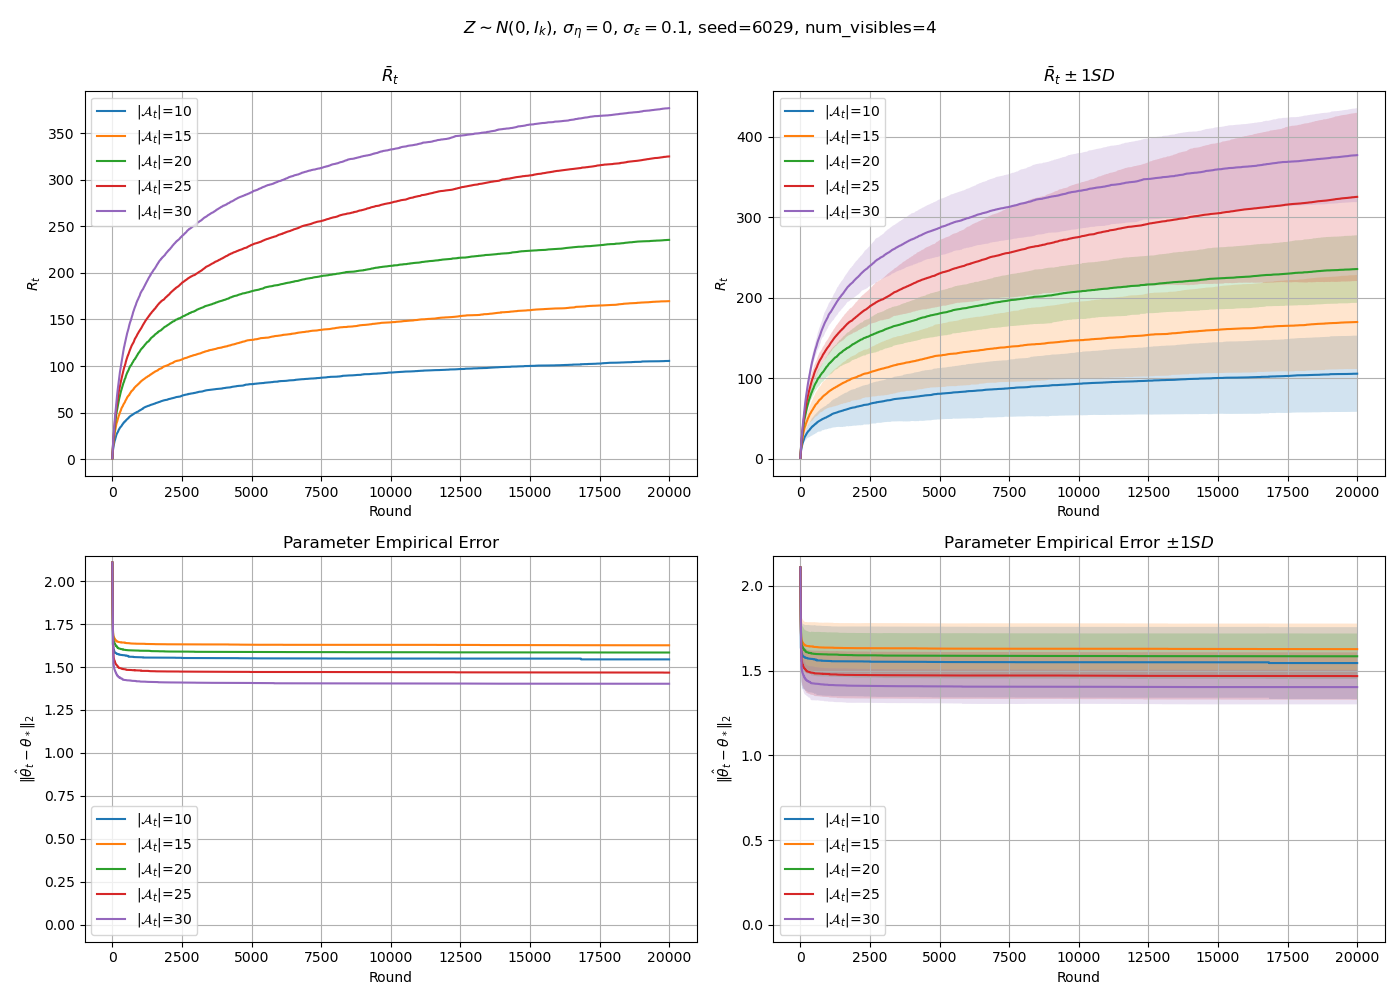 Z ∼ N(0, I_k), σ_η = 0, σ_ε = 0.1, seed=6029, num_visibles=4
R̄_t
R_t
350
300
250
200
150
100
50
0
|𝒜_t|=10
|𝒜_t|=15
|𝒜_t|=20
|𝒜_t|=25
|𝒜_t|=30
0 2500 5000 7500 10000 12500 15000 17500 20000
Round
R̄_t ± 1SD
R_t
400
300
200
100
0
|𝒜_t|=10
|𝒜_t|=15
|𝒜_t|=20
|𝒜_t|=25
|𝒜_t|=30
0 2500 5000 7500 10000 12500 15000 17500 20000
Round
Parameter Empirical Error
‖θ̂_t − θ_*‖_2
2.00
1.75
1.50
1.25
1.00
0.75
0.50
0.25
0.00
|𝒜_t|=10
|𝒜_t|=15
|𝒜_t|=20
|𝒜_t|=25
|𝒜_t|=30
0 2500 5000 7500 10000 12500 15000 17500 20000
Round
Parameter Empirical Error ±1SD
‖θ̂_t − θ_*‖_2
2.0
1.5
1.0
0.5
0.0
|𝒜_t|=10
|𝒜_t|=15
|𝒜_t|=20
|𝒜_t|=25
|𝒜_t|=30
0 2500 5000 7500 10000 12500 15000 17500 20000
Round